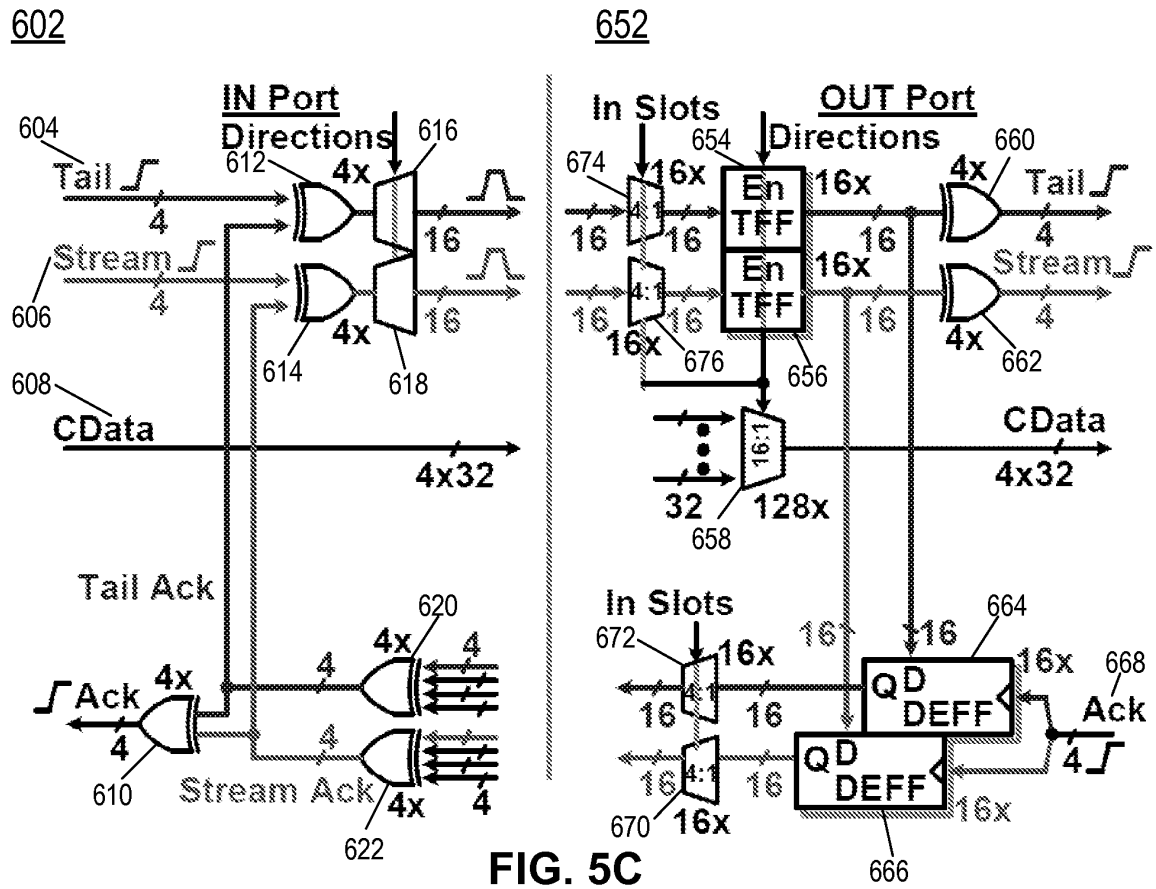 602
652
IN Port
Directions
604
612
616
4x
Tail
4
16
Stream
4
606
16
614
4x
618
608
CData
4x32
Tail Ack
620
4x
4
4
4x
Ack
4
610
4
4
Stream Ack
4x
622
In Slots
OUT Port
654
Directions
660
674
16x
4:1
En
TFF
16x
4x
Tail
16
16
16
4
Stream
4:1
En
TFF
16x
16
16
16
4
16x
676
656
4x
662
16:1
CData
4x32
32
128x
658
In Slots
672
16x
16
16
664
16x
668
4:1
Q D
DEFF
Ack
16
16
4
4:1
Q D
DEFF
16
16
16x
670
16x
666
FIG. 5C